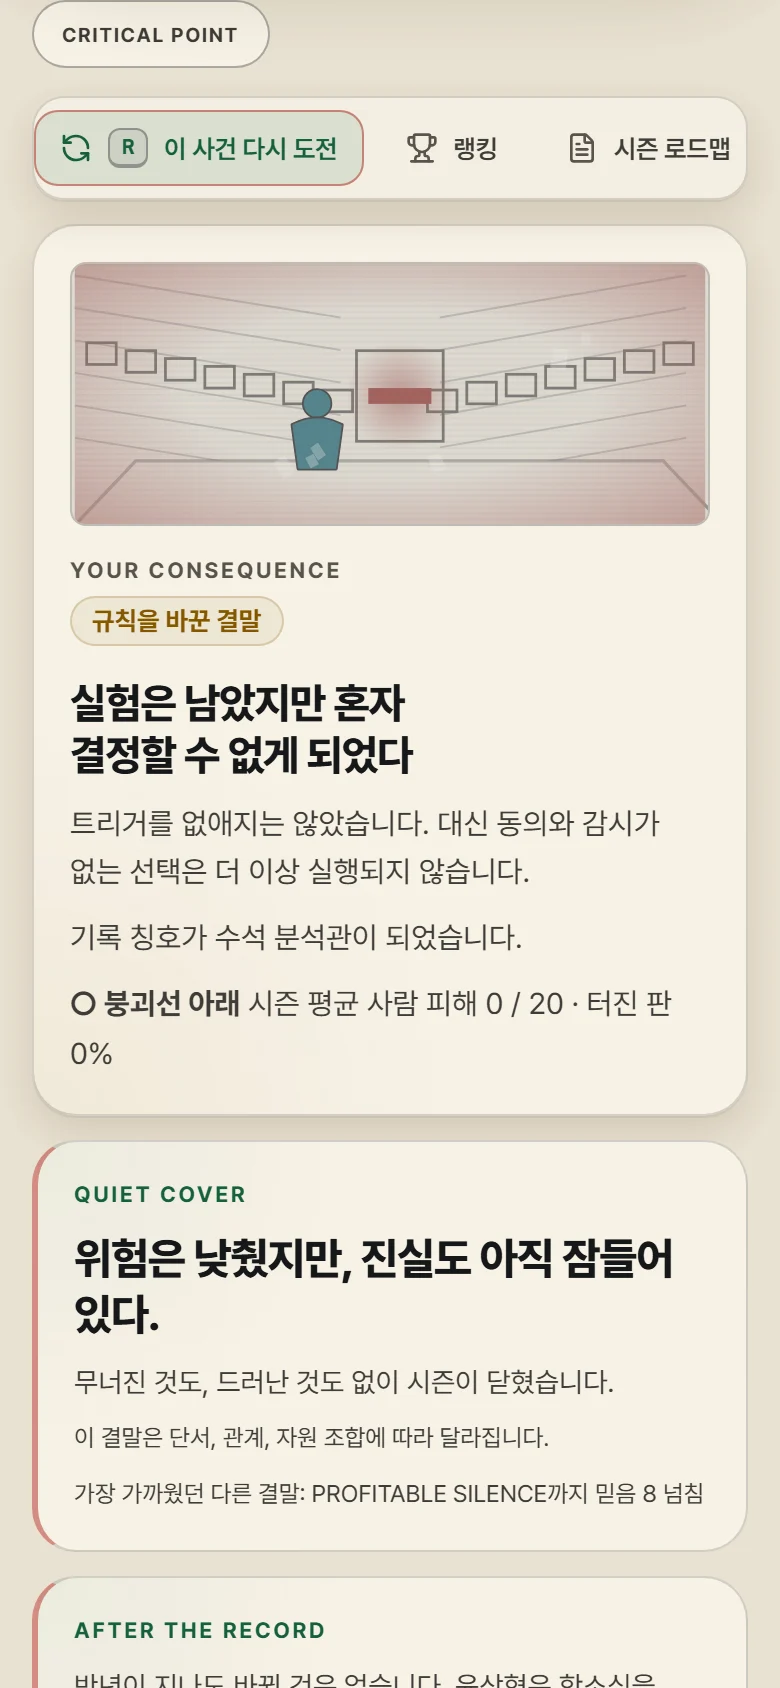 CRITICAL POINT
R 이 사건 다시 도전
랭킹
시즌 로드맵
YOUR CONSEQUENCE
규칙을 바꾼 결말
실험은 남았지만 혼자
결정할 수 없게 되었다
트리거를 없애지는 않았습니다. 대신 동의와 감시가
없는 선택은 더 이상 실행되지 않습니다.
기록 칭호가 수석 분석관이 되었습니다.
붕괴선 아래 시즌 평균 사람 피해 0 / 20 · 터진 판
0%
QUIET COVER
위험은 낮췄지만, 진실도 아직 잠들어
있다.
무너진 것도, 드러난 것도 없이 시즌이 닫혔습니다.
이 결말은 단서, 관계, 자원 조합에 따라 달라집니다.
가장 가까웠던 다른 결말: PROFITABLE SILENCE까지 믿음 8 넘침
AFTER THE RECORD